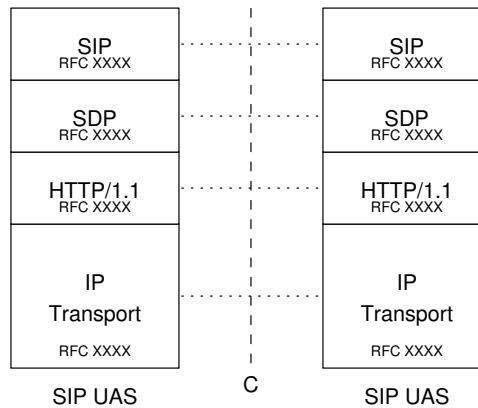 SIP
RFC XXXX
SDP
RFC XXXX
HTTP/1.1
RFC XXXX
IP
Transport
RFC XXXX
SIP UAS
C
SIP
RFC XXXX
SDP
RFC XXXX
HTTP/1.1
RFC XXXX
IP
Transport
RFC XXXX
SIP UAS